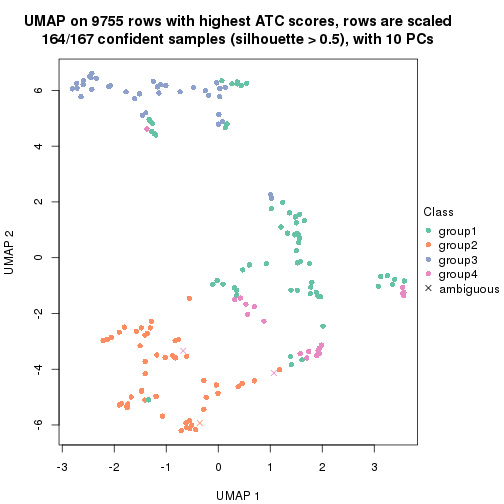 UMAP on 9755 rows with highest ATC scores, rows are scaled
164/167 confident samples (silhouette > 0.5), with 10 PCs
6
4
2
0
-2
-4
-6
UMAP 2
-3
-2
-1
0
1
2
3
UMAP 1
Class
group1
group2
group3
group4
ambiguous